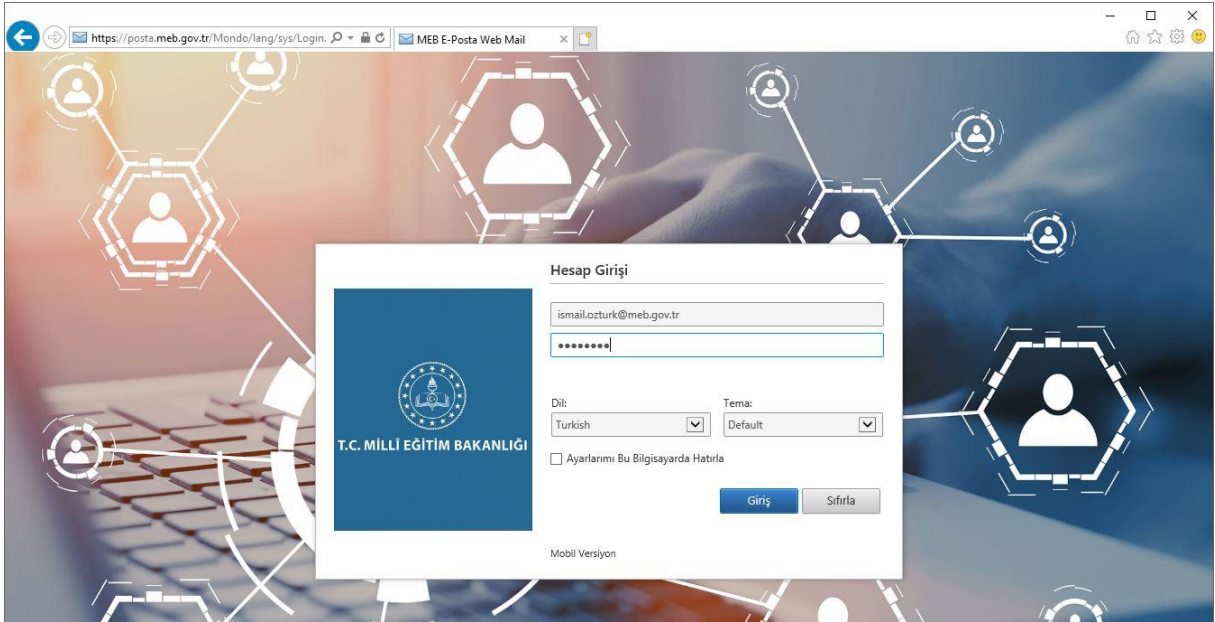 https://posta.meb.gov.tr/Mondo/lang/sys/Login.
MEB E-Posta Web Mail
Hesap Girişi
ismail.ozturk@meb.gov.tr
••••••••
T.C. MİLLÎ EĞİTİM BAKANLIĞI
Dil:
Tema:
Turkish
Default
Ayarlarımı Bu Bilgisayarda Hatırla
Giriş
Sıfırla
Mobil Versiyon